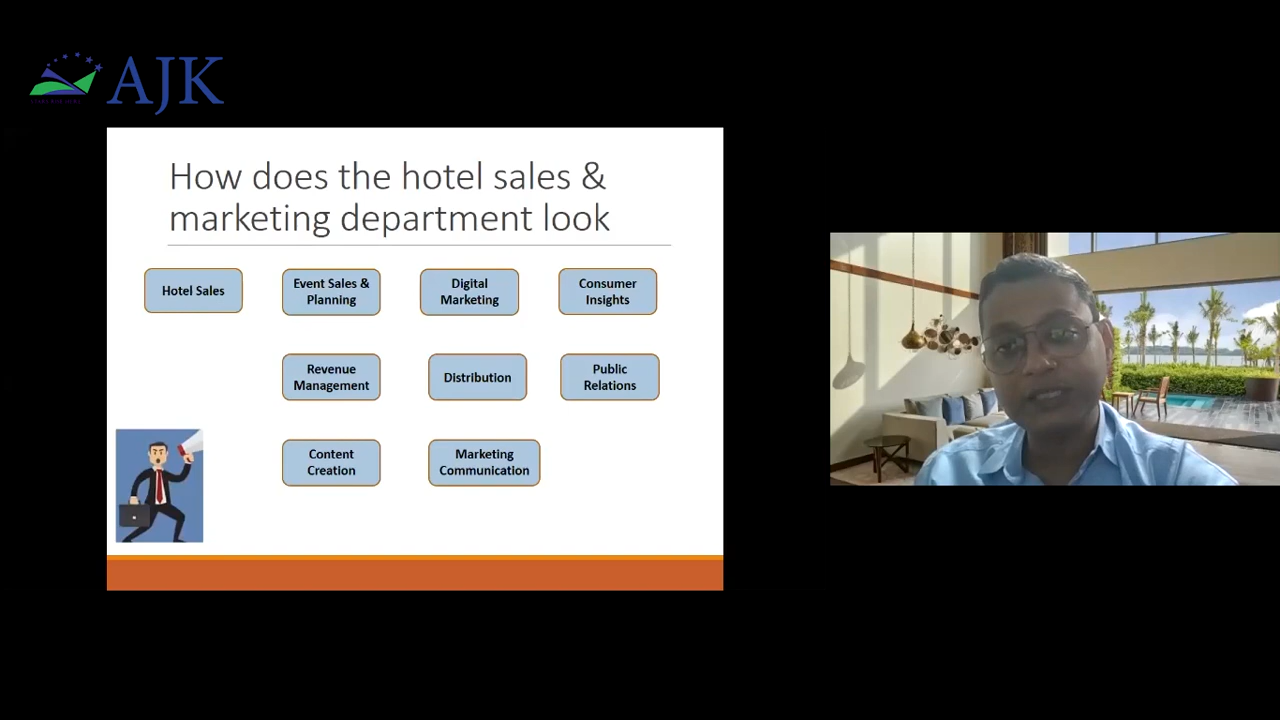 AJK
How does the hotel sales &
marketing department look
Hotel Sales
Event Sales &
Planning
Digital
Marketing
Consumer
Insights
Revenue
Management
Distribution
Public
Relations
Content
Creation
Marketing
Communication